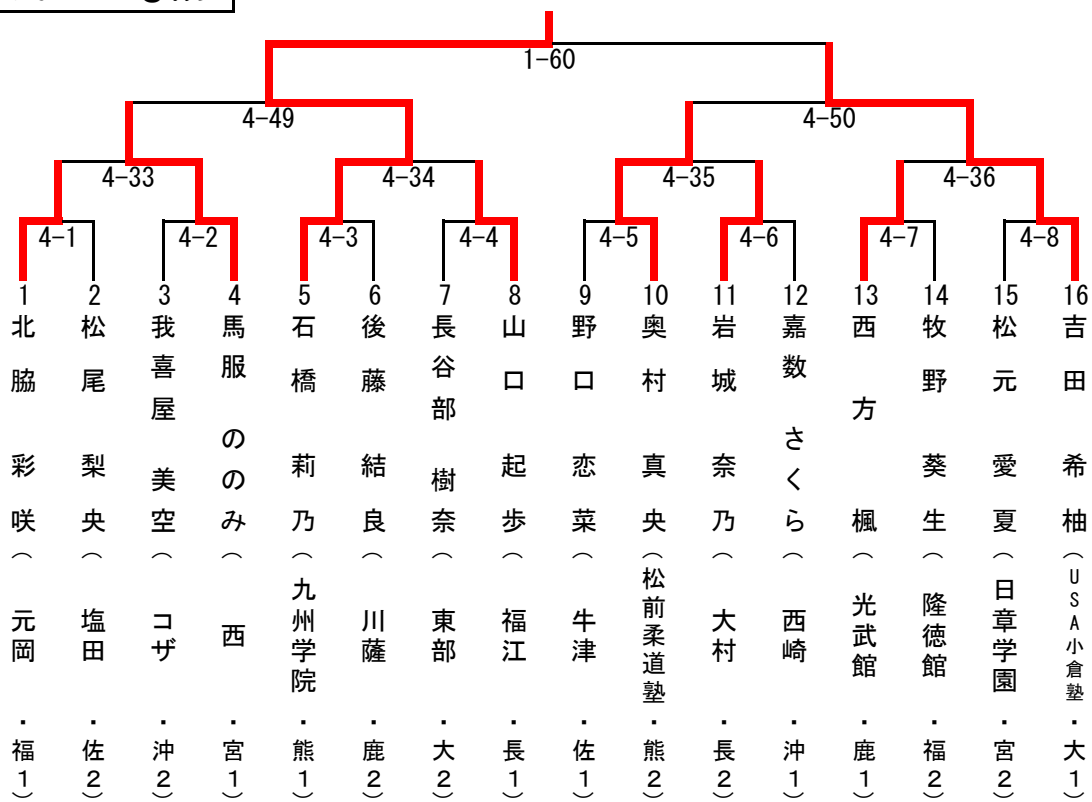 1-60
4-49
4-50
4-33
4-34
4-35
4-36
4-1
4-2
4-3
4-4
4-5
4-6
4-7
4-8
1 北脇 彩咲（元岡・福1）
2 松尾 梨央（塩田・佐2）
3 我喜屋 美空（コザ・沖2）
4 馬服 ののみ（西・宮1）
5 石橋 莉乃（九州学院・熊1）
6 後藤 結良（川薩・鹿2）
7 長谷部 樹奈（東部・大2）
8 山口 起歩（福江・長1）
9 野口 恋菜（牛津・佐1）
10 奥村 真央（松前柔道塾・熊2）
11 岩城 奈乃（大村・長2）
12 嘉数 さくら（西崎・沖1）
13 西方 楓（光武館・鹿1）
14 牧野 葵生（隆徳館・福2）
15 松元 愛夏（日章学園・宮2）
16 吉田 希柚（USA小倉塾・大1）